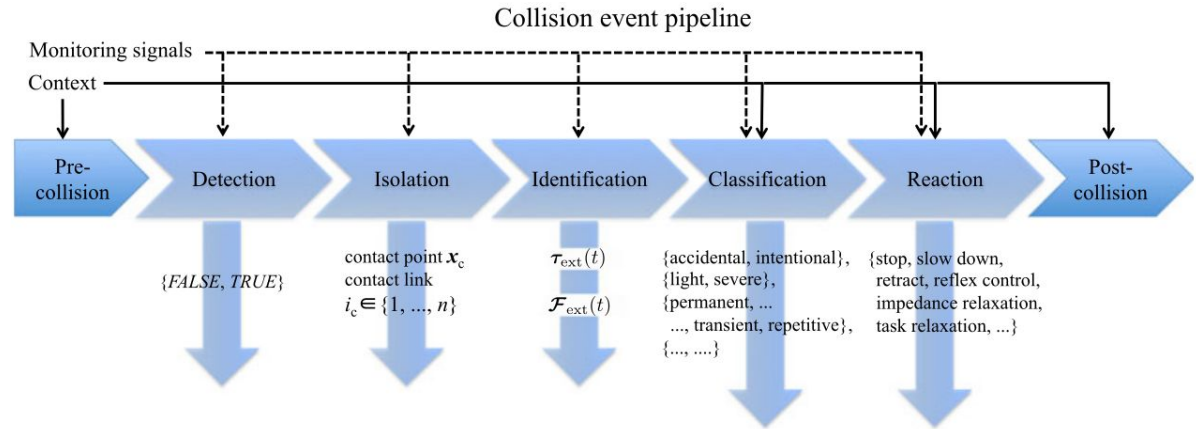 Collision event pipeline
Monitoring signals
Context
Pre-
collision
Detection
Isolation
Identification
Classification
Reaction
Post-
collision
{FALSE, TRUE}
contact point x_c
contact link
i_c ∈ {1, ..., n}
τ_ext(t)
𝓕_ext(t)
{accidental, intentional},
{light, severe},
{permanent, ...
..., transient, repetitive},
{..., ....}
{stop, slow down,
retract, reflex control,
impedance relaxation,
task relaxation, ...}